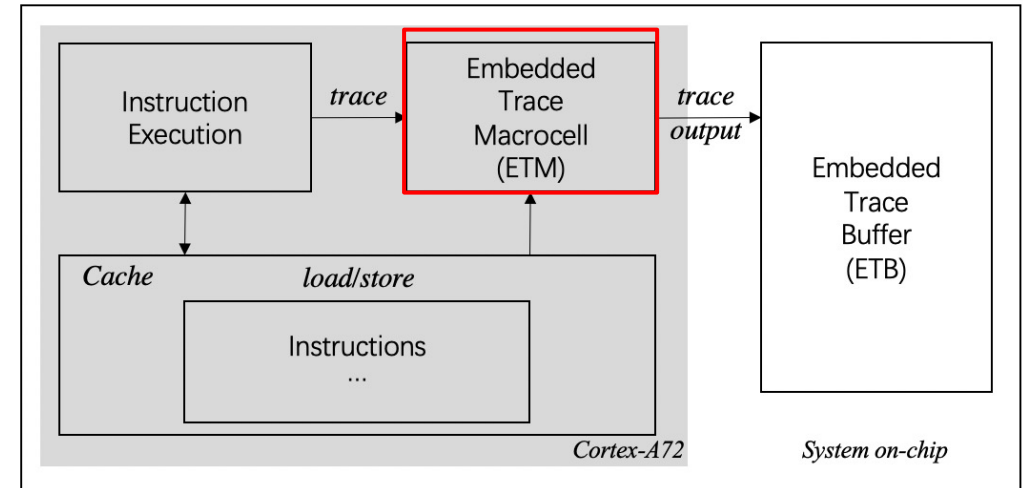 Instruction
Execution
trace
Embedded
Trace
Macrocell
(ETM)
trace
output
Embedded
Trace
Buffer
(ETB)
Cache
load/store
Instructions
...
Cortex-A72
System on-chip